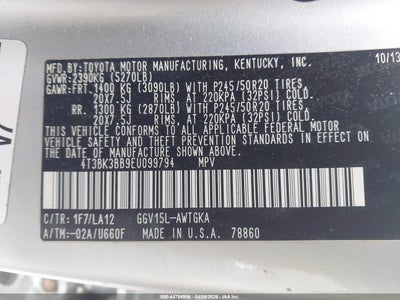 MFD.BY:TOYOTA MOTOR MANUFACTURING, KENTUCKY, INC.
10/13
GVWR:2390KG (5270LB)
GAWR:FRT. 1400 KG (3090LB) WITH P245/50R20 TIRES
20X7.5J RIMS, AT 220KPA (32PSI) COLD.
RR. 1300 KG (2870LB) WITH P245/50R20 TIRES
20X7.5J RIMS, AT 220KPA (32PSI) COLD.
THIS VEHICLE CONFORMS TO ALL APPLICABLE FEDERAL MOTOR
VEHICLE SAFETY STANDARDS IN EFFECT ON THE DATE OF
MANUFACTURE SHOWN ABOVE.
4T3BK3BB9EU099794 MPV
C/TR: 1F7/LA12 GGV15L-AWTGKA
A/TM:-02A/U660F MADE IN U.S.A. 78860